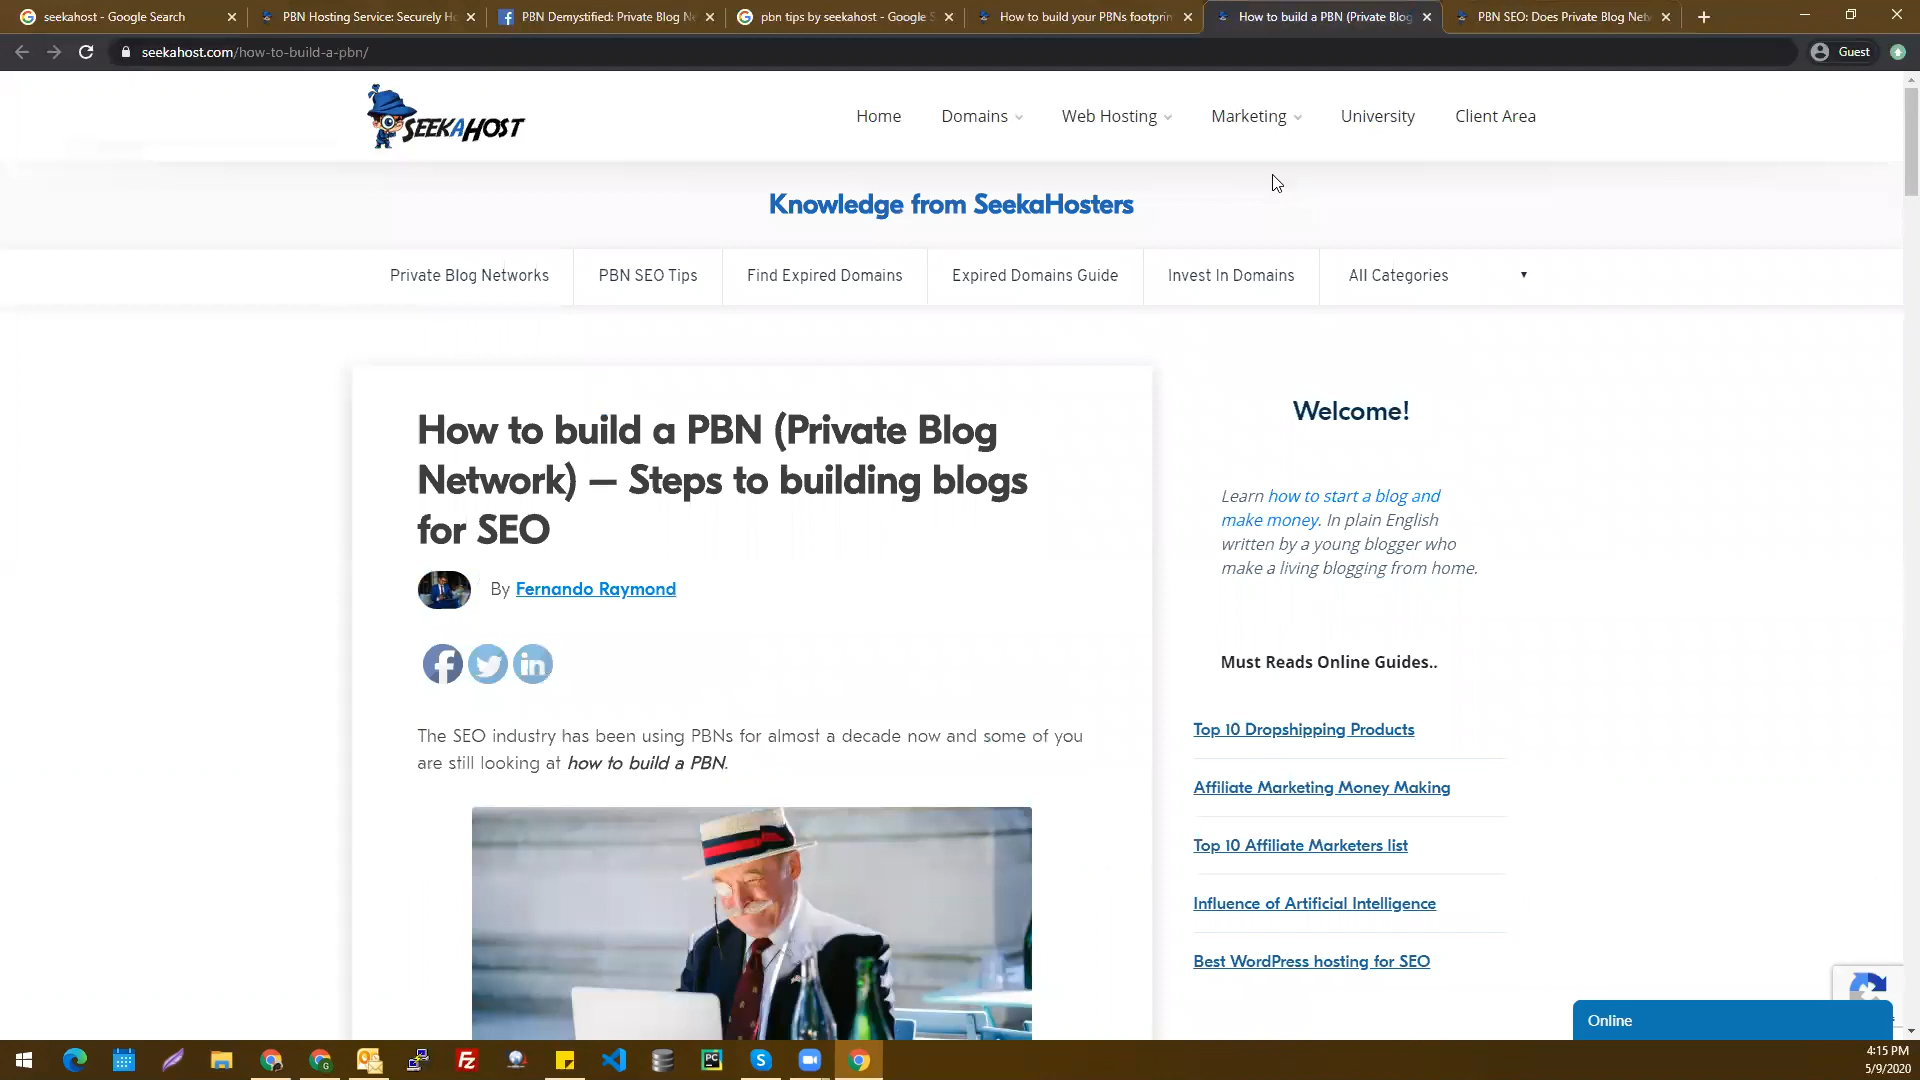 seekahost - Google Search
PBN Hosting Service: Securely H
PBN Demystified: Private Blog N
pbn tips by seekahost - Google S
How to build your PBNs footprin
How to build a PBN (Private Blog
PBN SEO: Does Private Blog Net
seekahost.com/how-to-build-a-pbn/
Guest
SEEKAHOST
Home
Domains
Web Hosting
Marketing
University
Client Area
Knowledge from SeekaHosters
Private Blog Networks
PBN SEO Tips
Find Expired Domains
Expired Domains Guide
Invest In Domains
All Categories
How to build a PBN (Private Blog
Network) – Steps to building blogs
for SEO
By Fernando Raymond
The SEO industry has been using PBNs for almost a decade now and some of you
are still looking at how to build a PBN.
Welcome!
Learn how to start a blog and
make money. In plain English
written by a young blogger who
make a living blogging from home.
Must Reads Online Guides..
Top 10 Dropshipping Products
Affiliate Marketing Money Making
Top 10 Affiliate Marketers list
Influence of Artificial Intelligence
Best WordPress hosting for SEO
Online
4:15 PM
5/9/2020